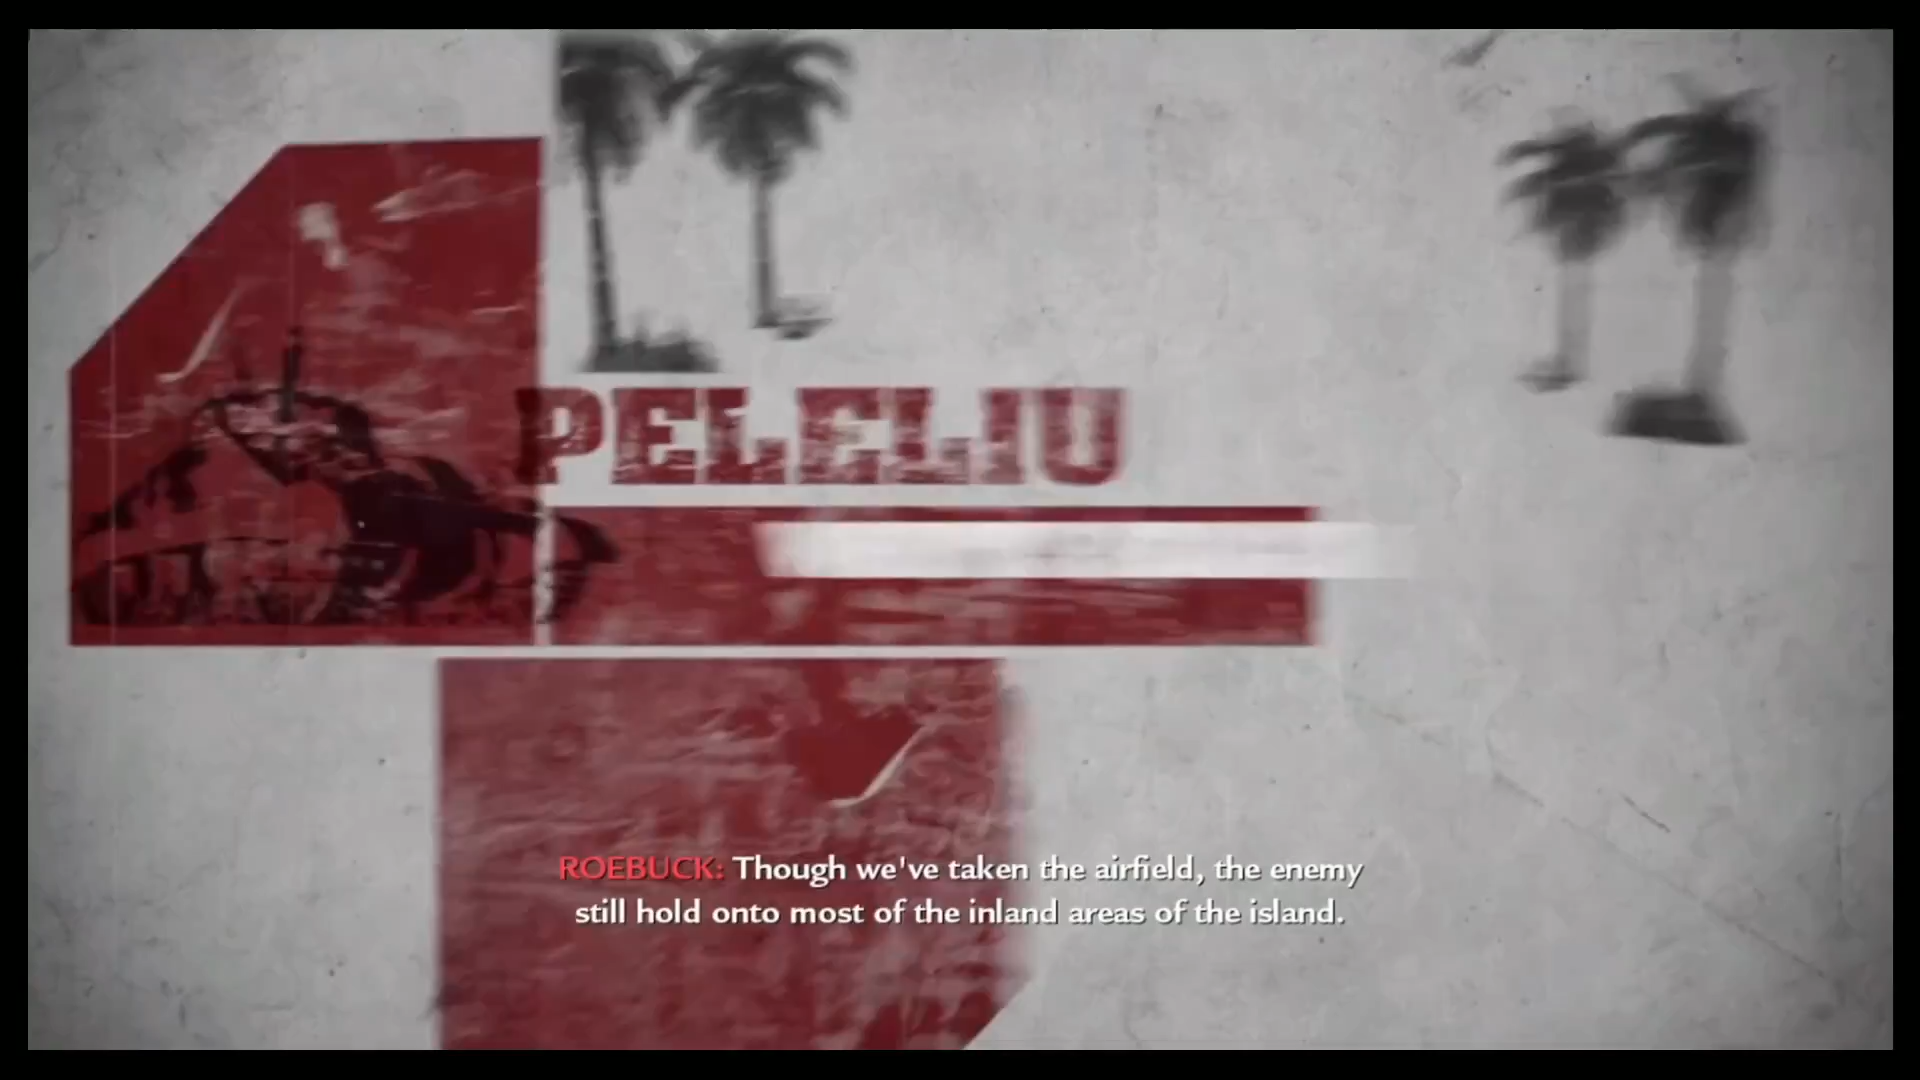 PELELIU
ROEBUCK: Though we've taken the airfield, the enemy
still hold onto most of the inland areas of the island.